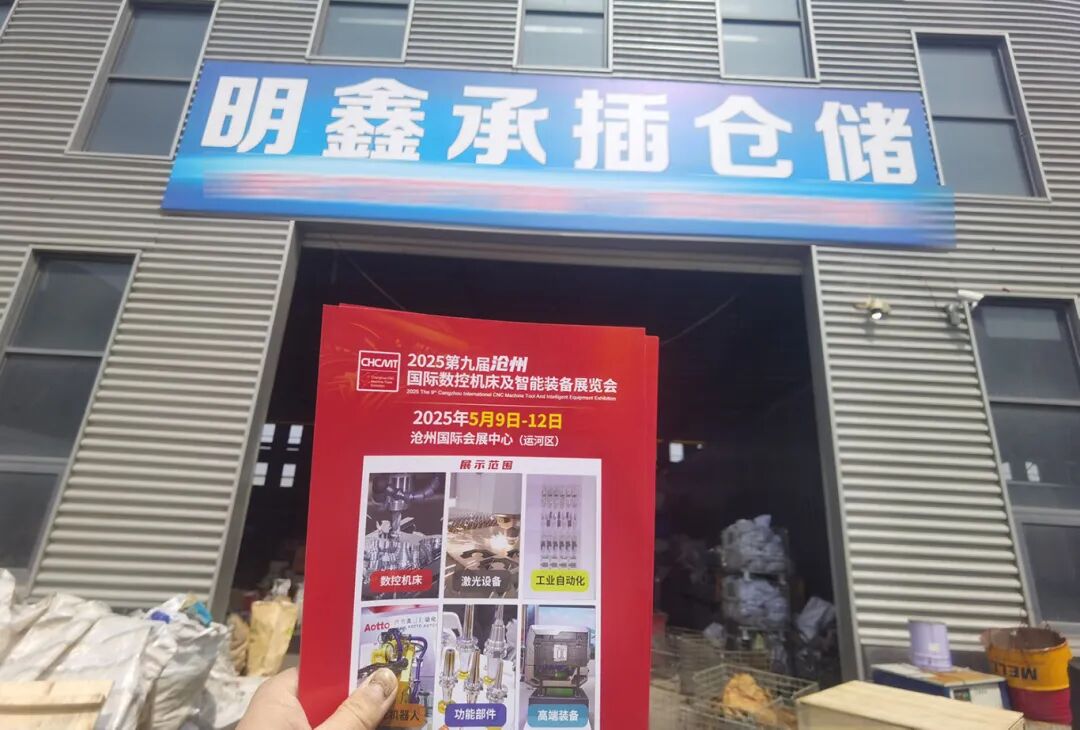 明鑫承插仓储
CHCMT
2025第九届沧州
国际数控机床及智能装备展览会
2025 The 9th Cangzhou International CNC Machine Tool And Intelligent Equipment Exhibition
2025年5月9日-12日
沧州国际会展中心（运河区）
展示范围
数控机床
激光设备
工业自动化
Aotto
机器人
功能部件
高端装备